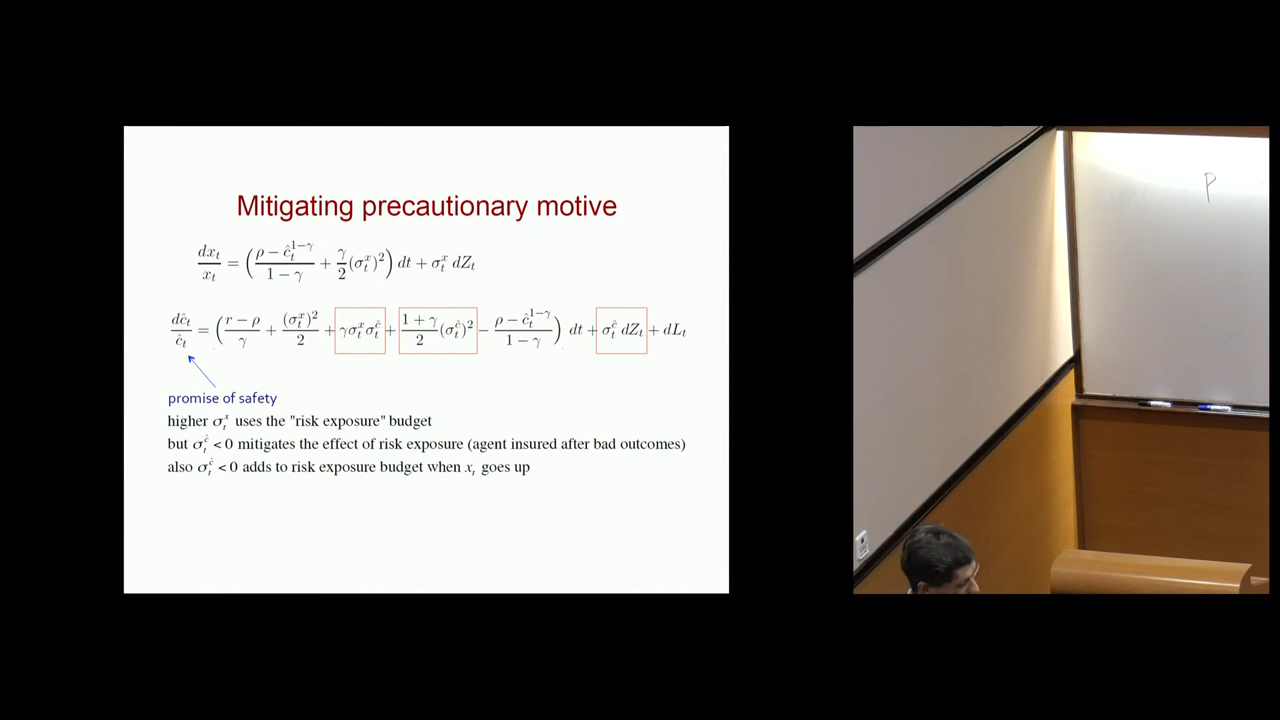 Mitigating precautionary motive
dx_t/x_t = ( (ρ − ĉ_t^{1−γ})/(1 − γ) + γ/2 (σ_t^x)² ) dt + σ_t^x dZ_t
dĉ_t/ĉ_t = ( (r − ρ)/γ + (σ_t^x)²/2 + γσ_t^x σ_t^ĉ + (1 + γ)/2 (σ_t^ĉ)² − (ρ − ĉ_t^{1−γ})/(1 − γ) ) dt + σ_t^ĉ dZ_t + dL_t
promise of safety
higher σ_t^x uses the "risk exposure" budget
but σ_t^ĉ < 0 mitigates the effect of risk exposure (agent insured after bad outcomes)
also σ_t^ĉ < 0 adds to risk exposure budget when x_t goes up
P